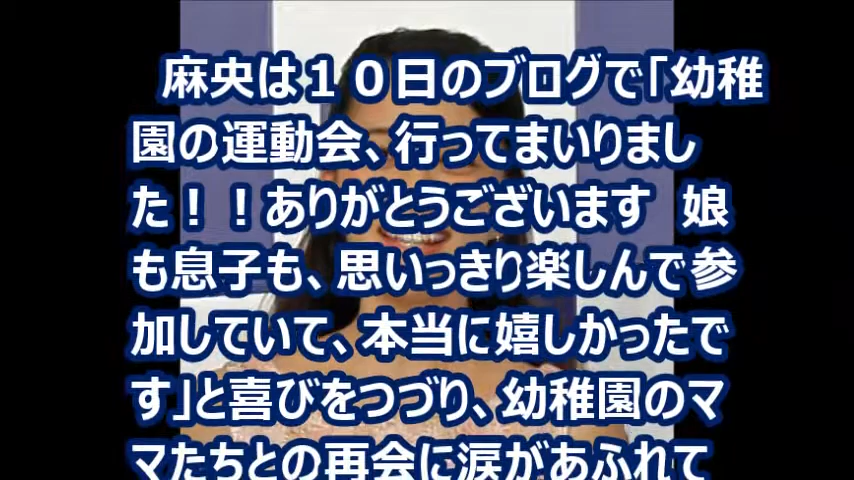 麻央は１０日のブログで「幼稚
園の運動会、行ってまいりまし
た！！ありがとうございます　娘
も息子も、思いっきり楽しんで参
加していて、本当に嬉しかったで
す」と喜びをつづり、幼稚園のマ
マたちとの再会に涙があふれて